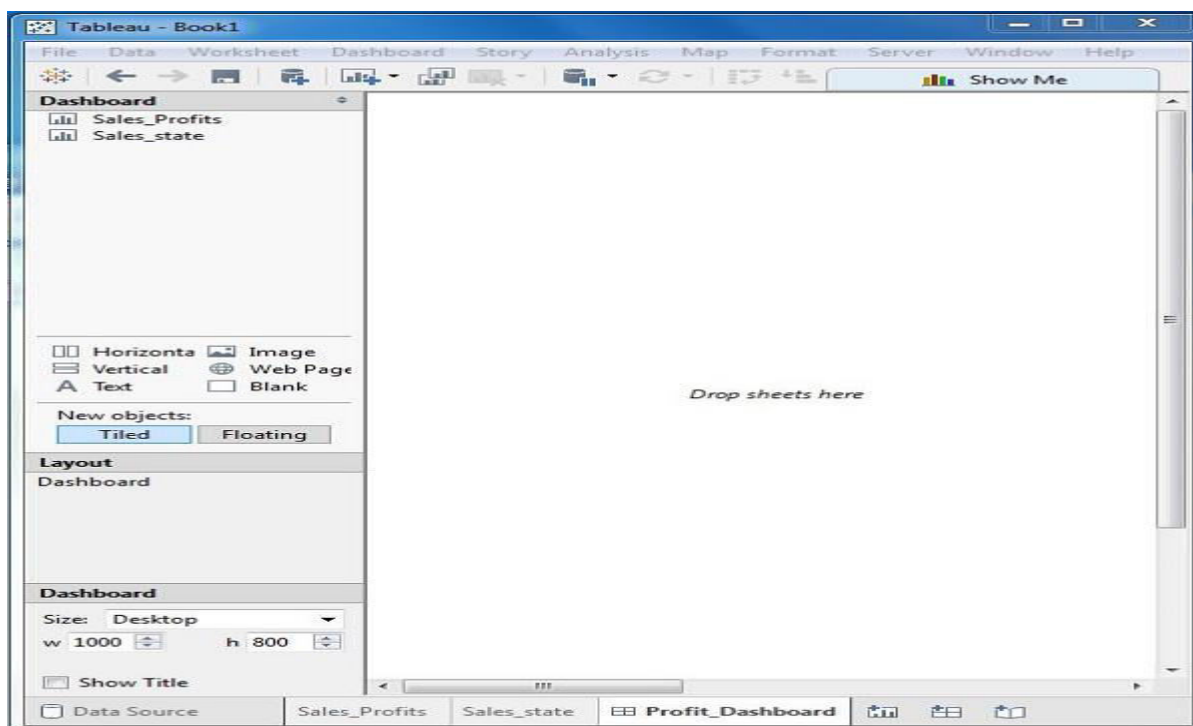 Tableau - Book1
File Data Worksheet Dashboard Story Analysis Map Format Server Window Help
Show Me
Dashboard
Sales_Profits
Sales_state
Horizonta Image
Vertical Web Page
A Text Blank
New objects:
Tiled Floating
Layout
Dashboard
Dashboard
Size: Desktop
w 1000 h 800
Show Title
Drop sheets here
Data Source Sales_Profits Sales_state Profit_Dashboard